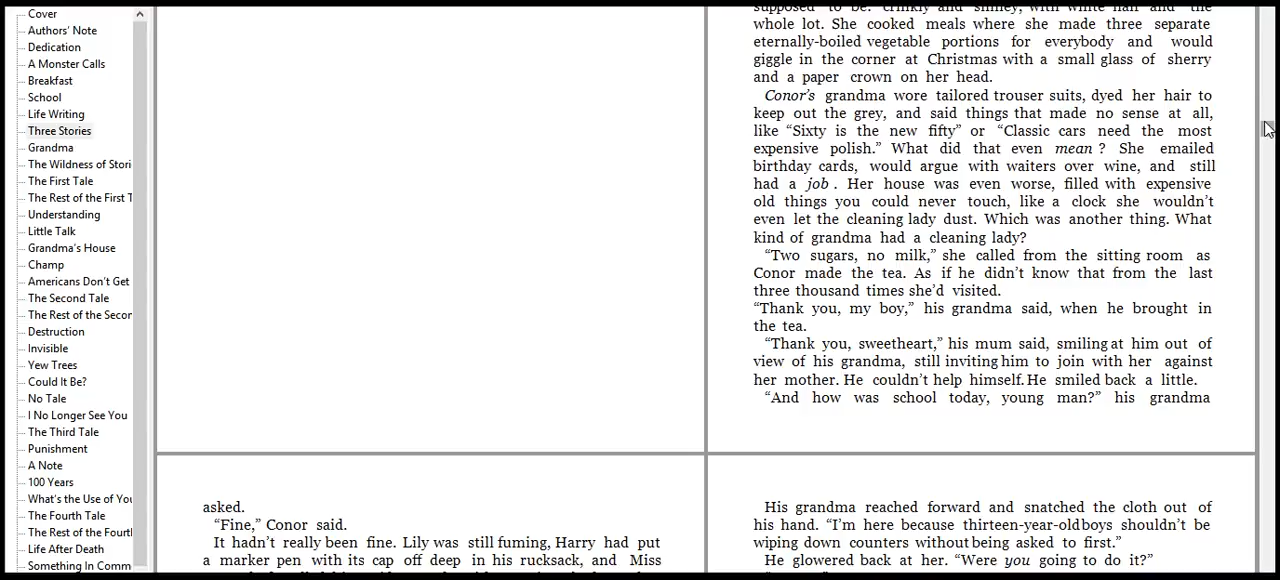 Cover
Authors' Note
Dedication
A Monster Calls
Breakfast
School
Life Writing
Three Stories
Grandma
The Wildness of Stori
The First Tale
The Rest of the First T
Understanding
Little Talk
Grandma's House
Champ
Americans Don't Get
The Second Tale
The Rest of the Secor
Destruction
Invisible
Yew Trees
Could It Be?
No Tale
I No Longer See You
The Third Tale
Punishment
A Note
100 Years
What's the Use of You
The Fourth Tale
The Rest of the Fourth
Life After Death
Something In Comm
supposed to be: crinkly and smiley, with white hair and the
whole lot. She cooked meals where she made three separate
eternally-boiled vegetable portions for everybody and would
giggle in the corner at Christmas with a small glass of sherry
and a paper crown on her head.
Conor's grandma wore tailored trouser suits, dyed her hair to
keep out the grey, and said things that made no sense at all,
like “Sixty is the new fifty” or “Classic cars need the most
expensive polish.” What did that even mean ? She emailed
birthday cards, would argue with waiters over wine, and still
had a job . Her house was even worse, filled with expensive
old things you could never touch, like a clock she wouldn't
even let the cleaning lady dust. Which was another thing. What
kind of grandma had a cleaning lady?
“Two sugars, no milk,” she called from the sitting room as
Conor made the tea. As if he didn't know that from the last
three thousand times she'd visited.
“Thank you, my boy,” his grandma said, when he brought in
the tea.
“Thank you, sweetheart,” his mum said, smiling at him out of
view of his grandma, still inviting him to join with her against
her mother. He couldn't help himself. He smiled back a little.
“And how was school today, young man?” his grandma
asked.
“Fine,” Conor said.
It hadn't really been fine. Lily was still fuming, Harry had put
a marker pen with its cap off deep in his rucksack, and Miss
His grandma reached forward and snatched the cloth out of
his hand. “I'm here because thirteen-year-old boys shouldn't be
wiping down counters without being asked to first.”
He glowered back at her. “Were you going to do it?”